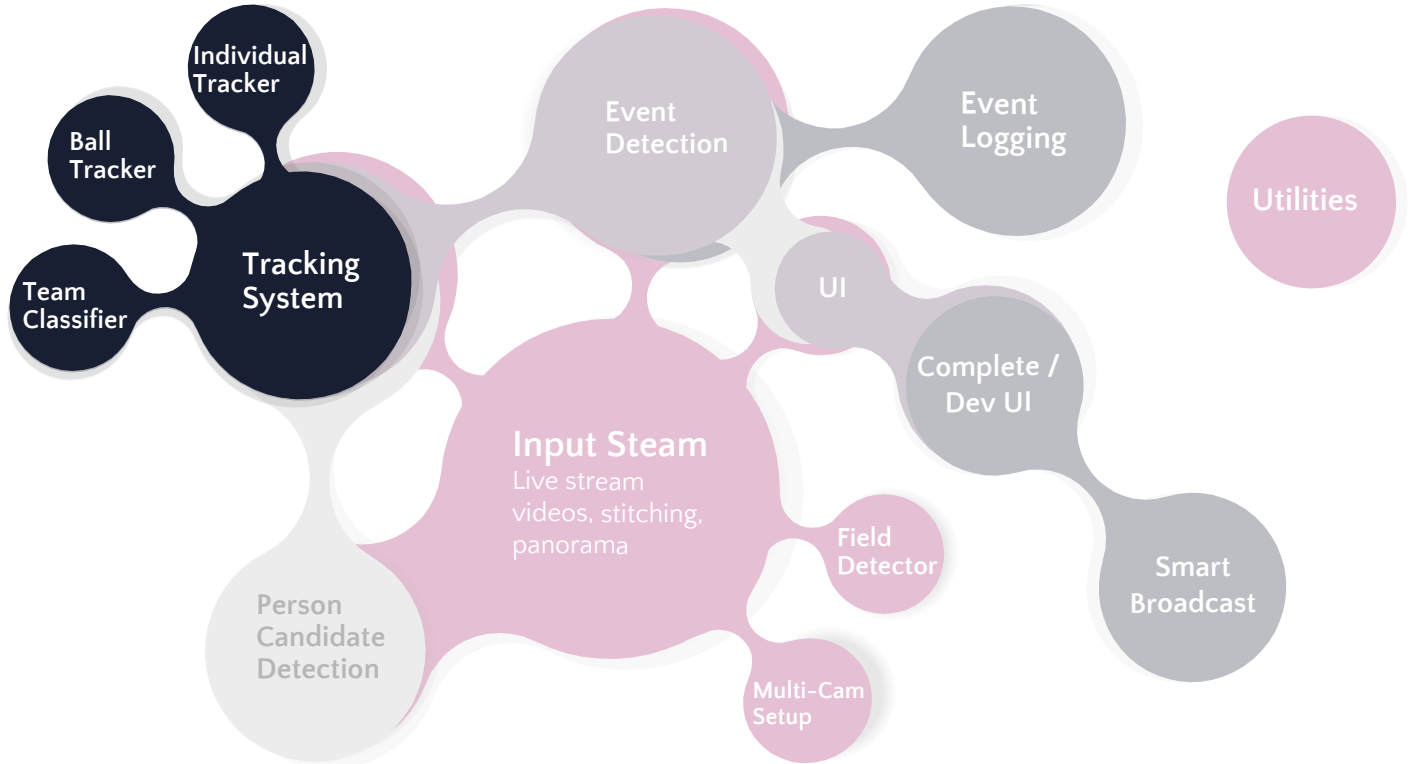 Individual
Tracker
Ball
Tracker
Team
Classifier
Tracking
System
Event
Detection
Event
Logging
Utilities
UI
Complete /
Dev UI
Input Steam
Live stream
videos, stitching,
panorama
Field
Detector
Smart
Broadcast
Person
Candidate
Detection
Multi-Cam
Setup